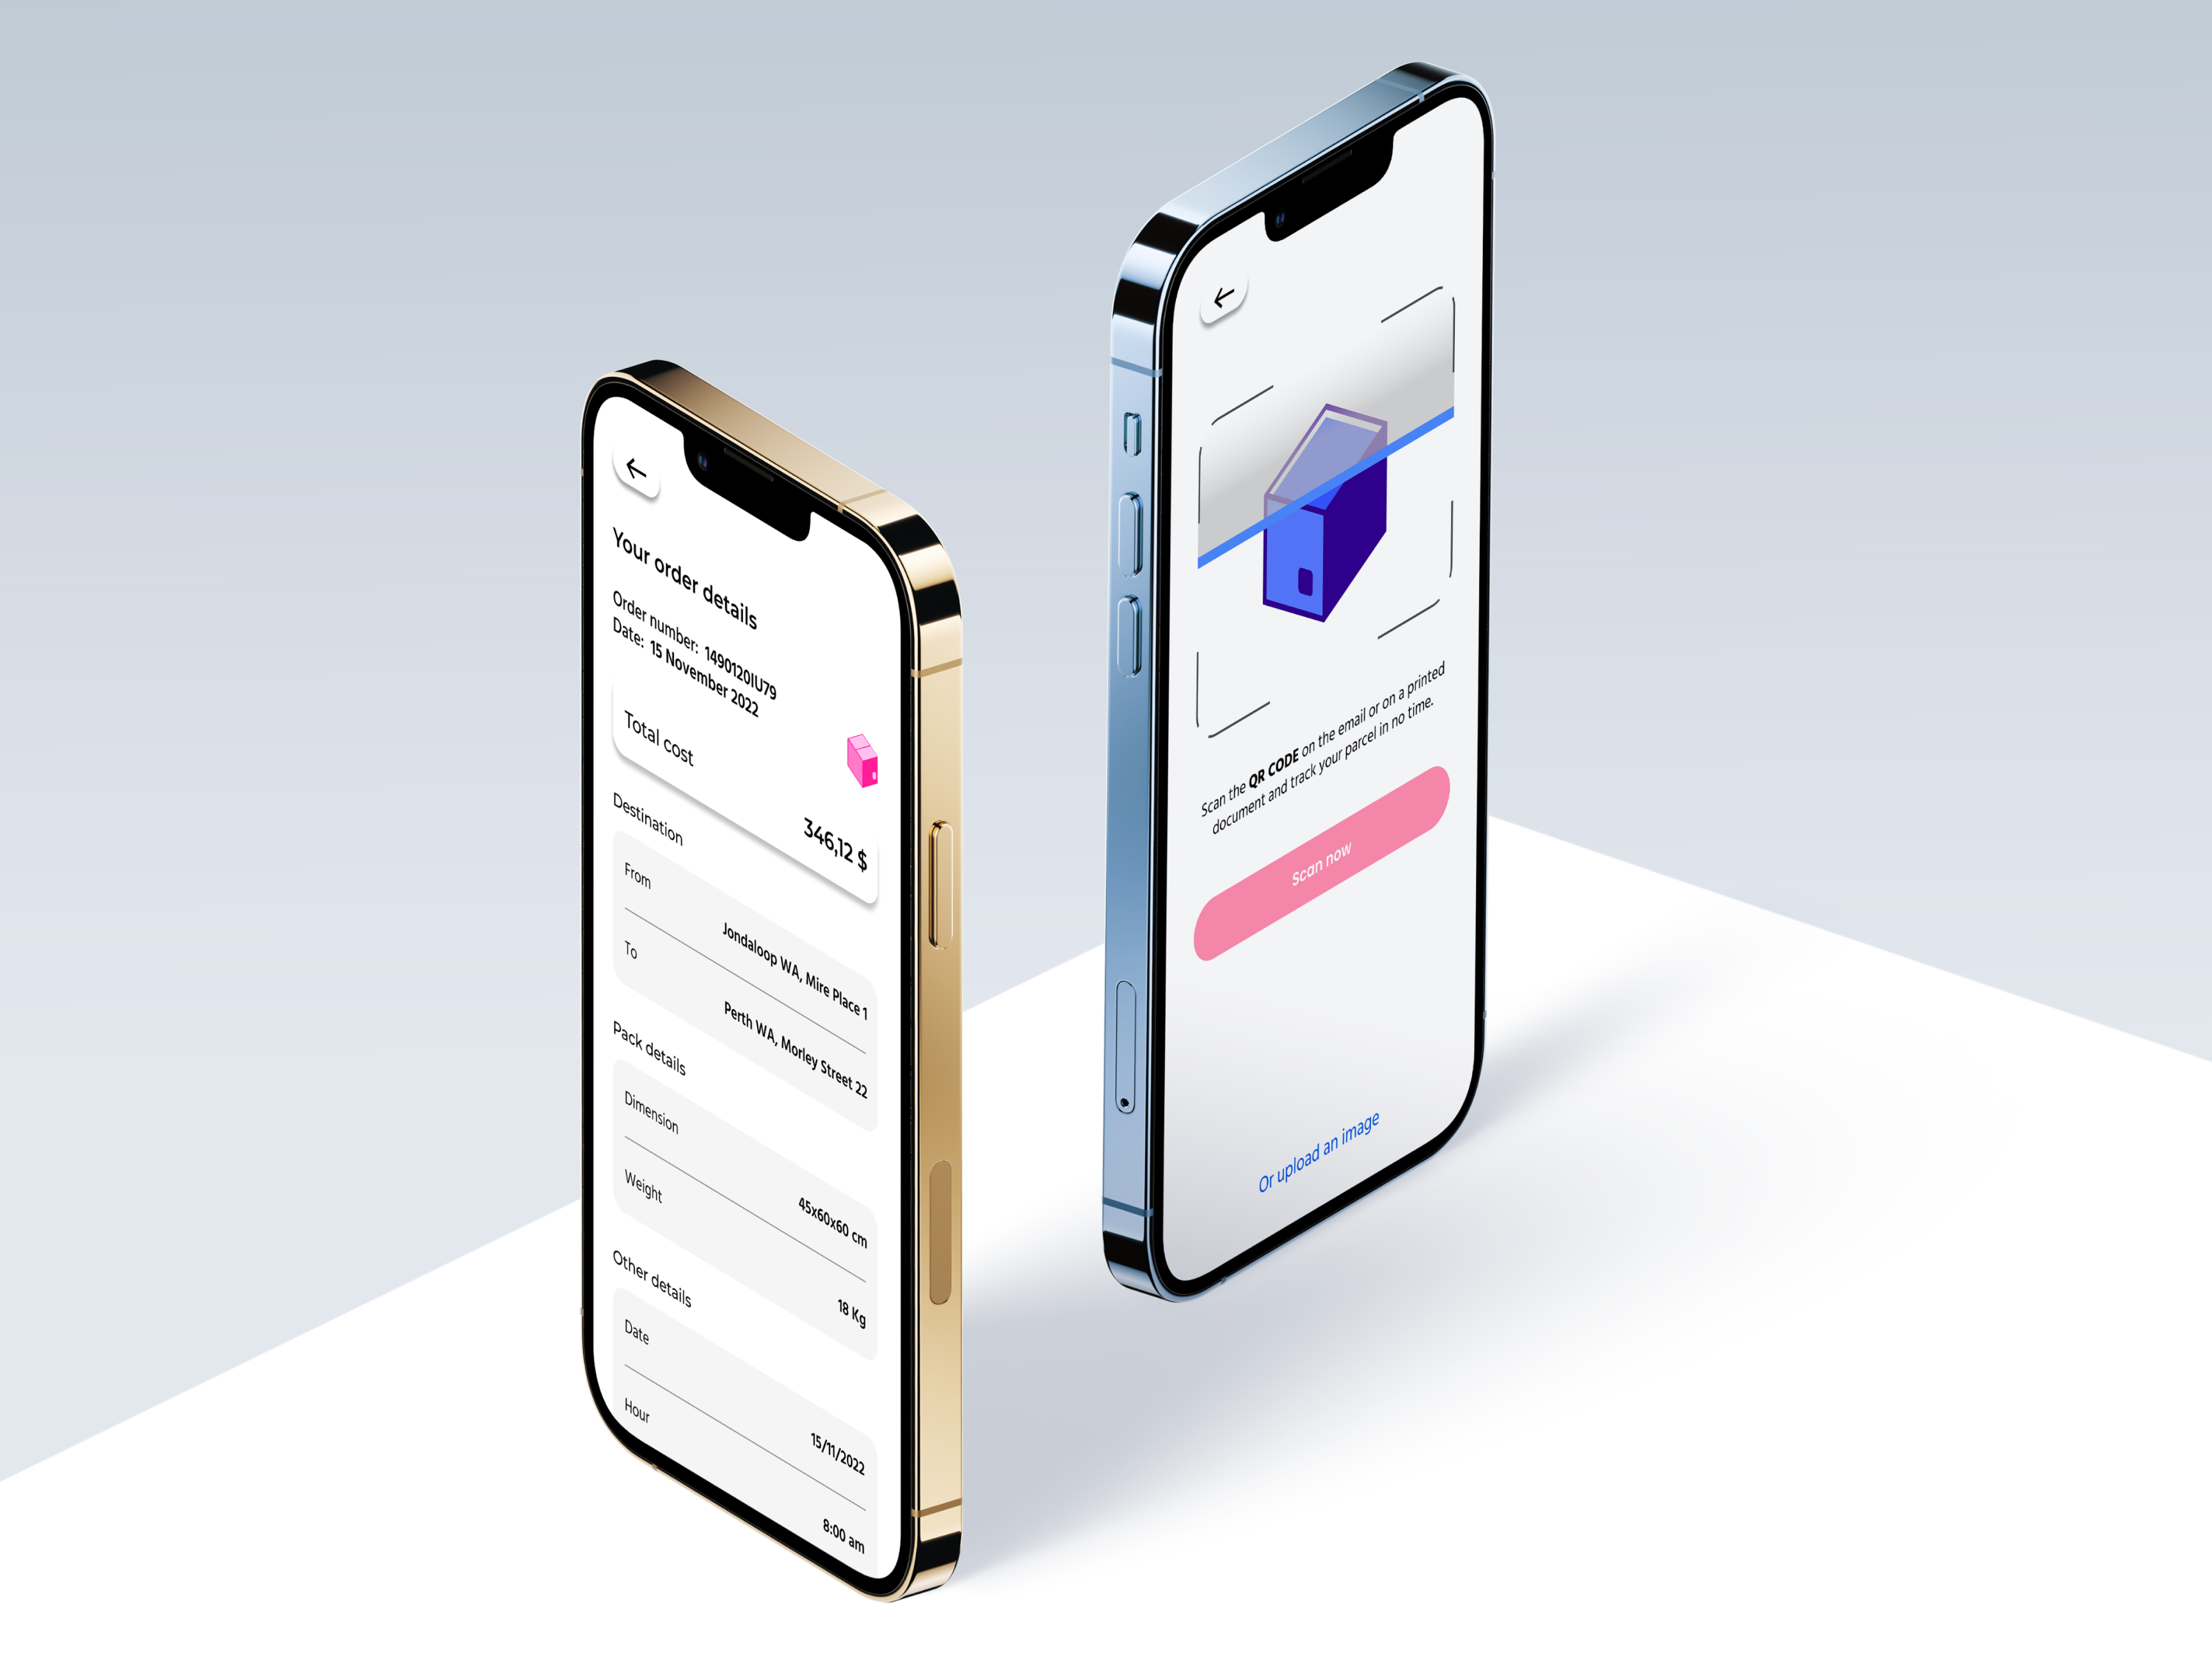 Your order details
Order number: 1490120IU79
Date: 15 November 2022
Total cost
346,12 $
Destination
From
Jondaloop WA, Mire Place 1
To
Perth WA, Morley Street 22
Pack details
Dimension
45x60x60 cm
Weight
18 Kg
Other details
Date
15/11/2022
Hour
8:00 am
Scan the QR CODE on the email or on a printed
document and track your parcel in no time.
Scan now
Or upload an image